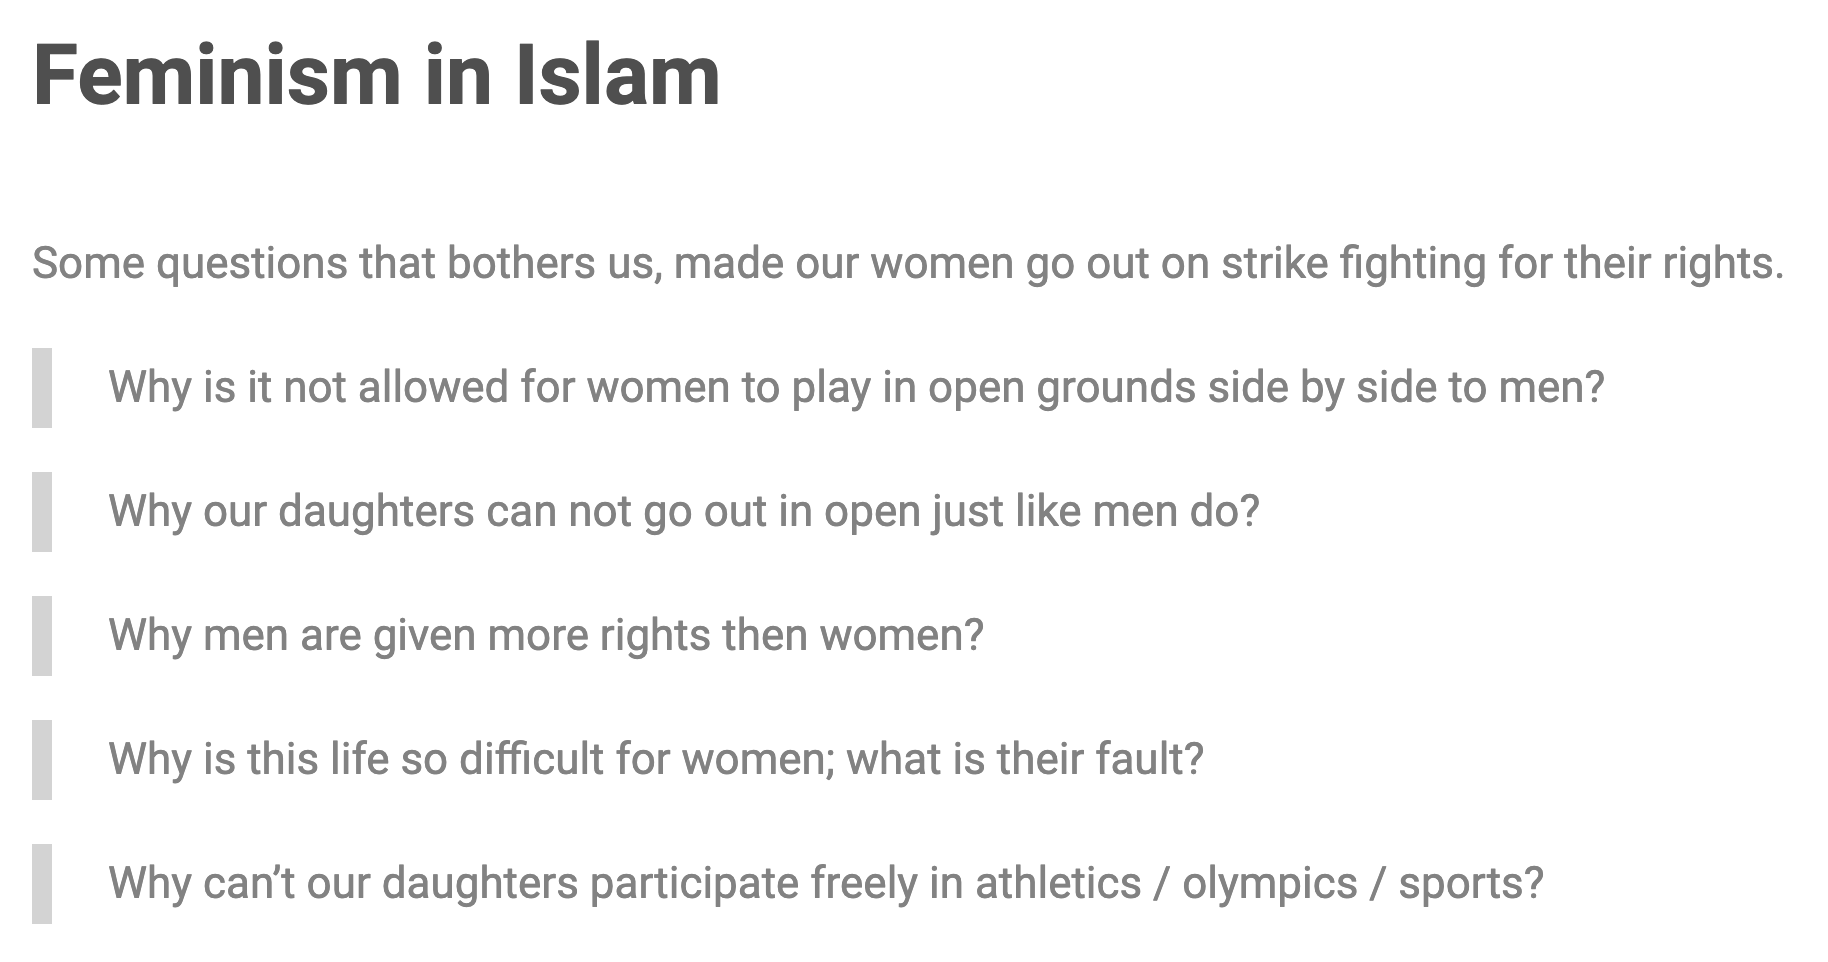 Feminism in Islam
Some questions that bothers us, made our women go out on strike fighting for their rights.
Why is it not allowed for women to play in open grounds side by side to men?
Why our daughters can not go out in open just like men do?
Why men are given more rights then women?
Why is this life so difficult for women; what is their fault?
Why can’t our daughters participate freely in athletics / olympics / sports?